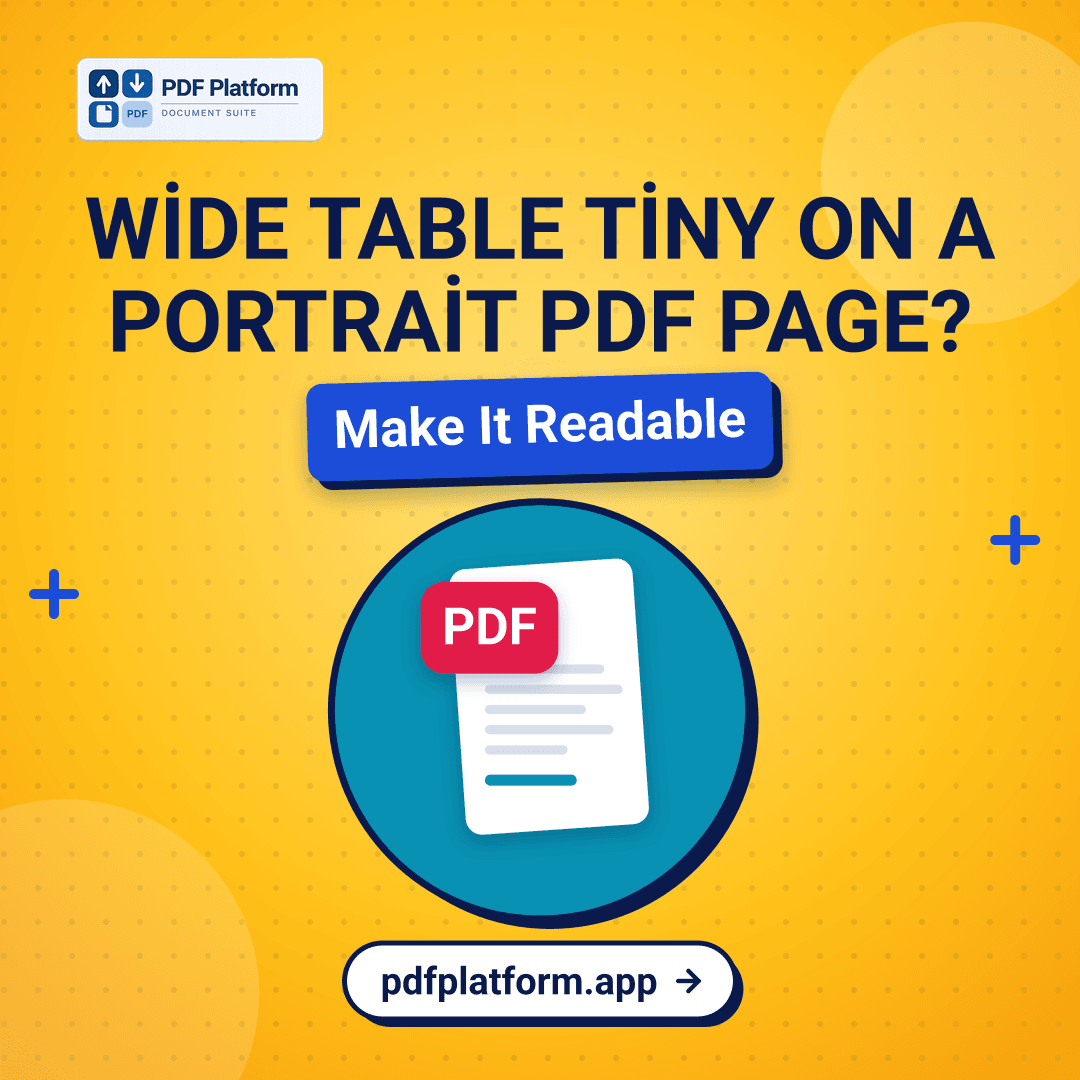 PDF Platform
PDF
DOCUMENT SUITE
WİDE TABLE TİNY ON A
PORTRAİT PDF PAGE?
Make It Readable
PDF
pdfplatform.app →